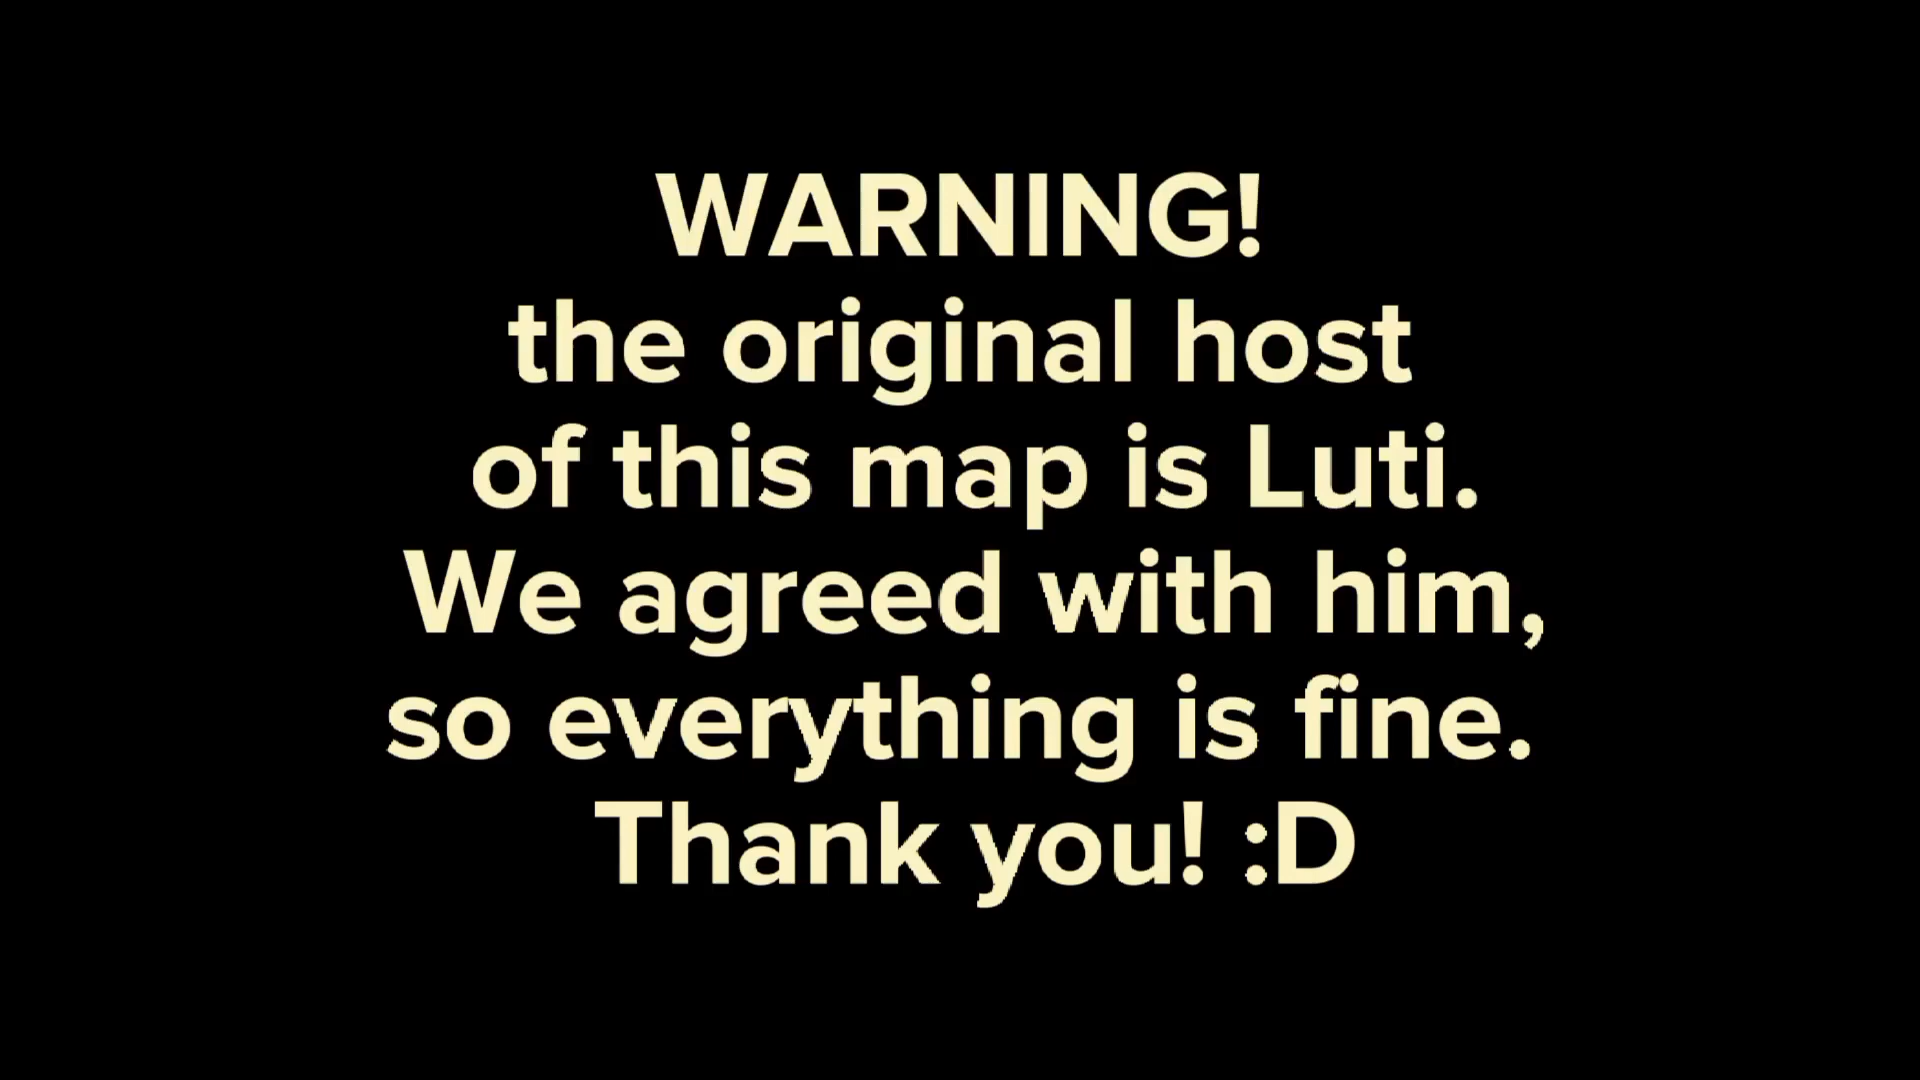 WARNING!
the original host
of this map is Luti.
We agreed with him,
so everything is fine.
Thank you! :D